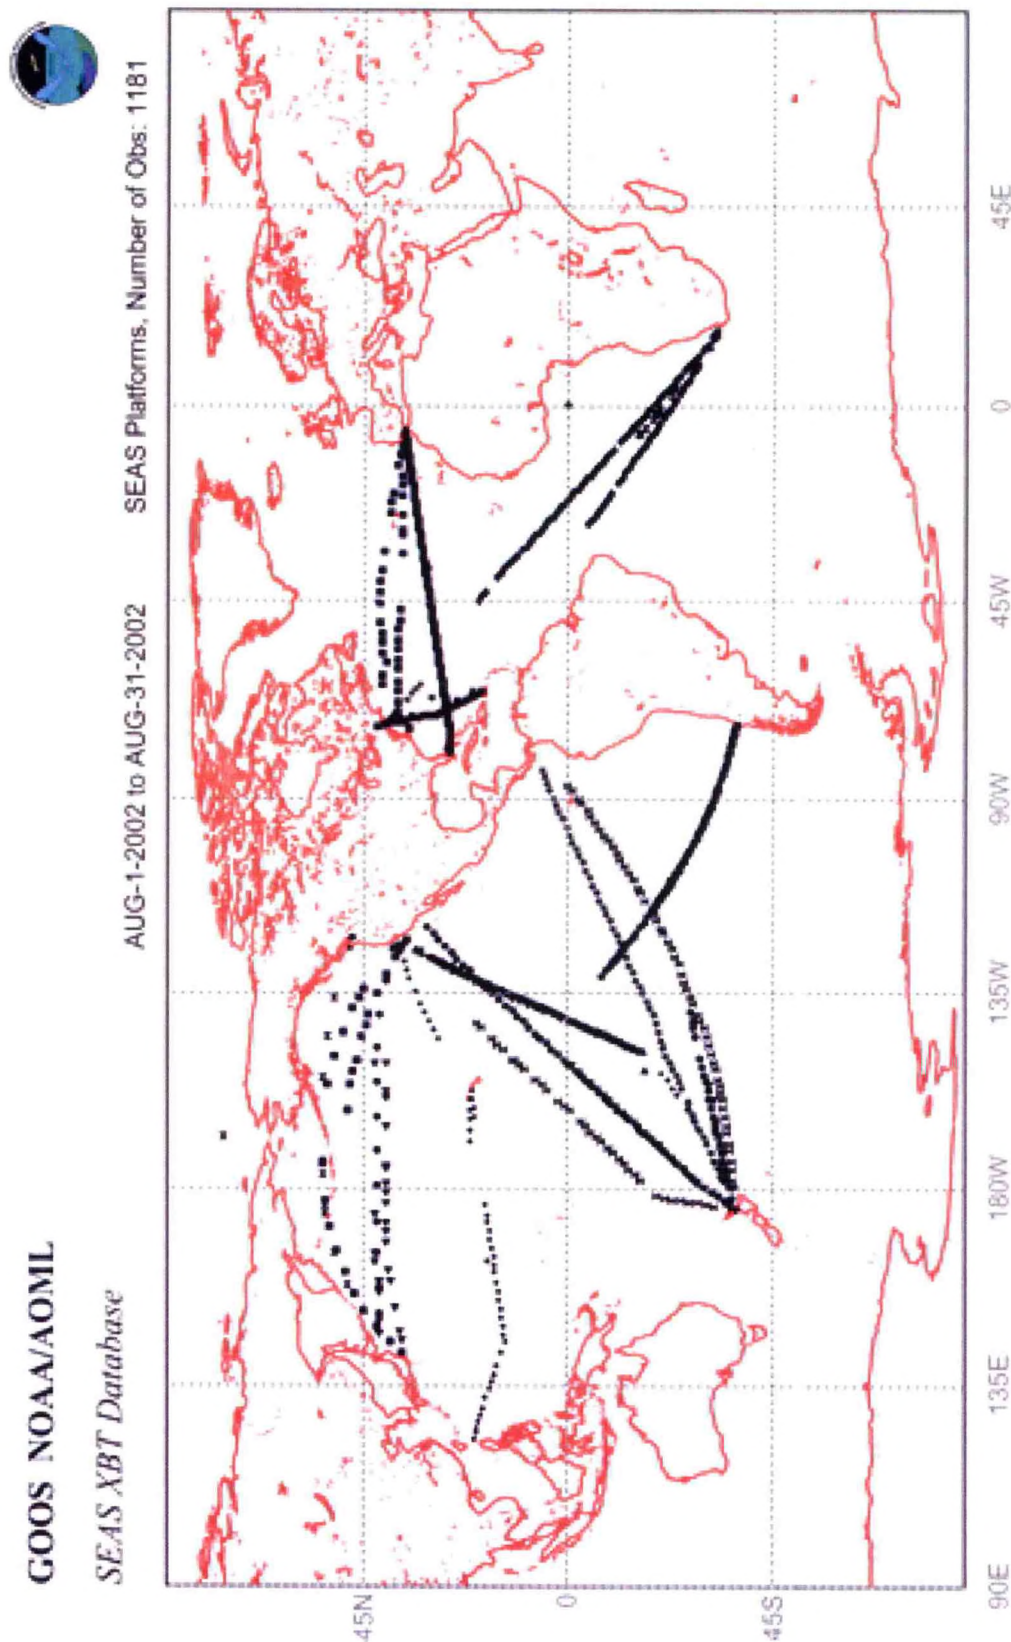 GOOS NOAA/AOML
SEAS XBT Database
AUG-1-2002 to AUG-31-2002 SEAS Platforms, Number of Obs: 1181
45N
0
45S
90E 135E 180W 135W 90W 45W 0 45E